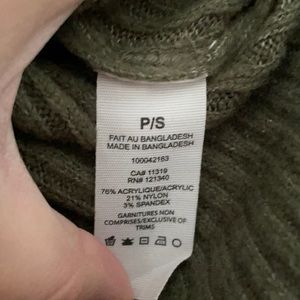 P/S
FAIT AU BANGLADESH
MADE IN BANGLADESH
100042163
CA# 11319
RN# 121340
76% ACRYLIQUE/ACRYLIC
21% NYLON
3% SPANDEX
GARNITURES NON
COMPRISES/EXCLUSIVE OF
TRIMS